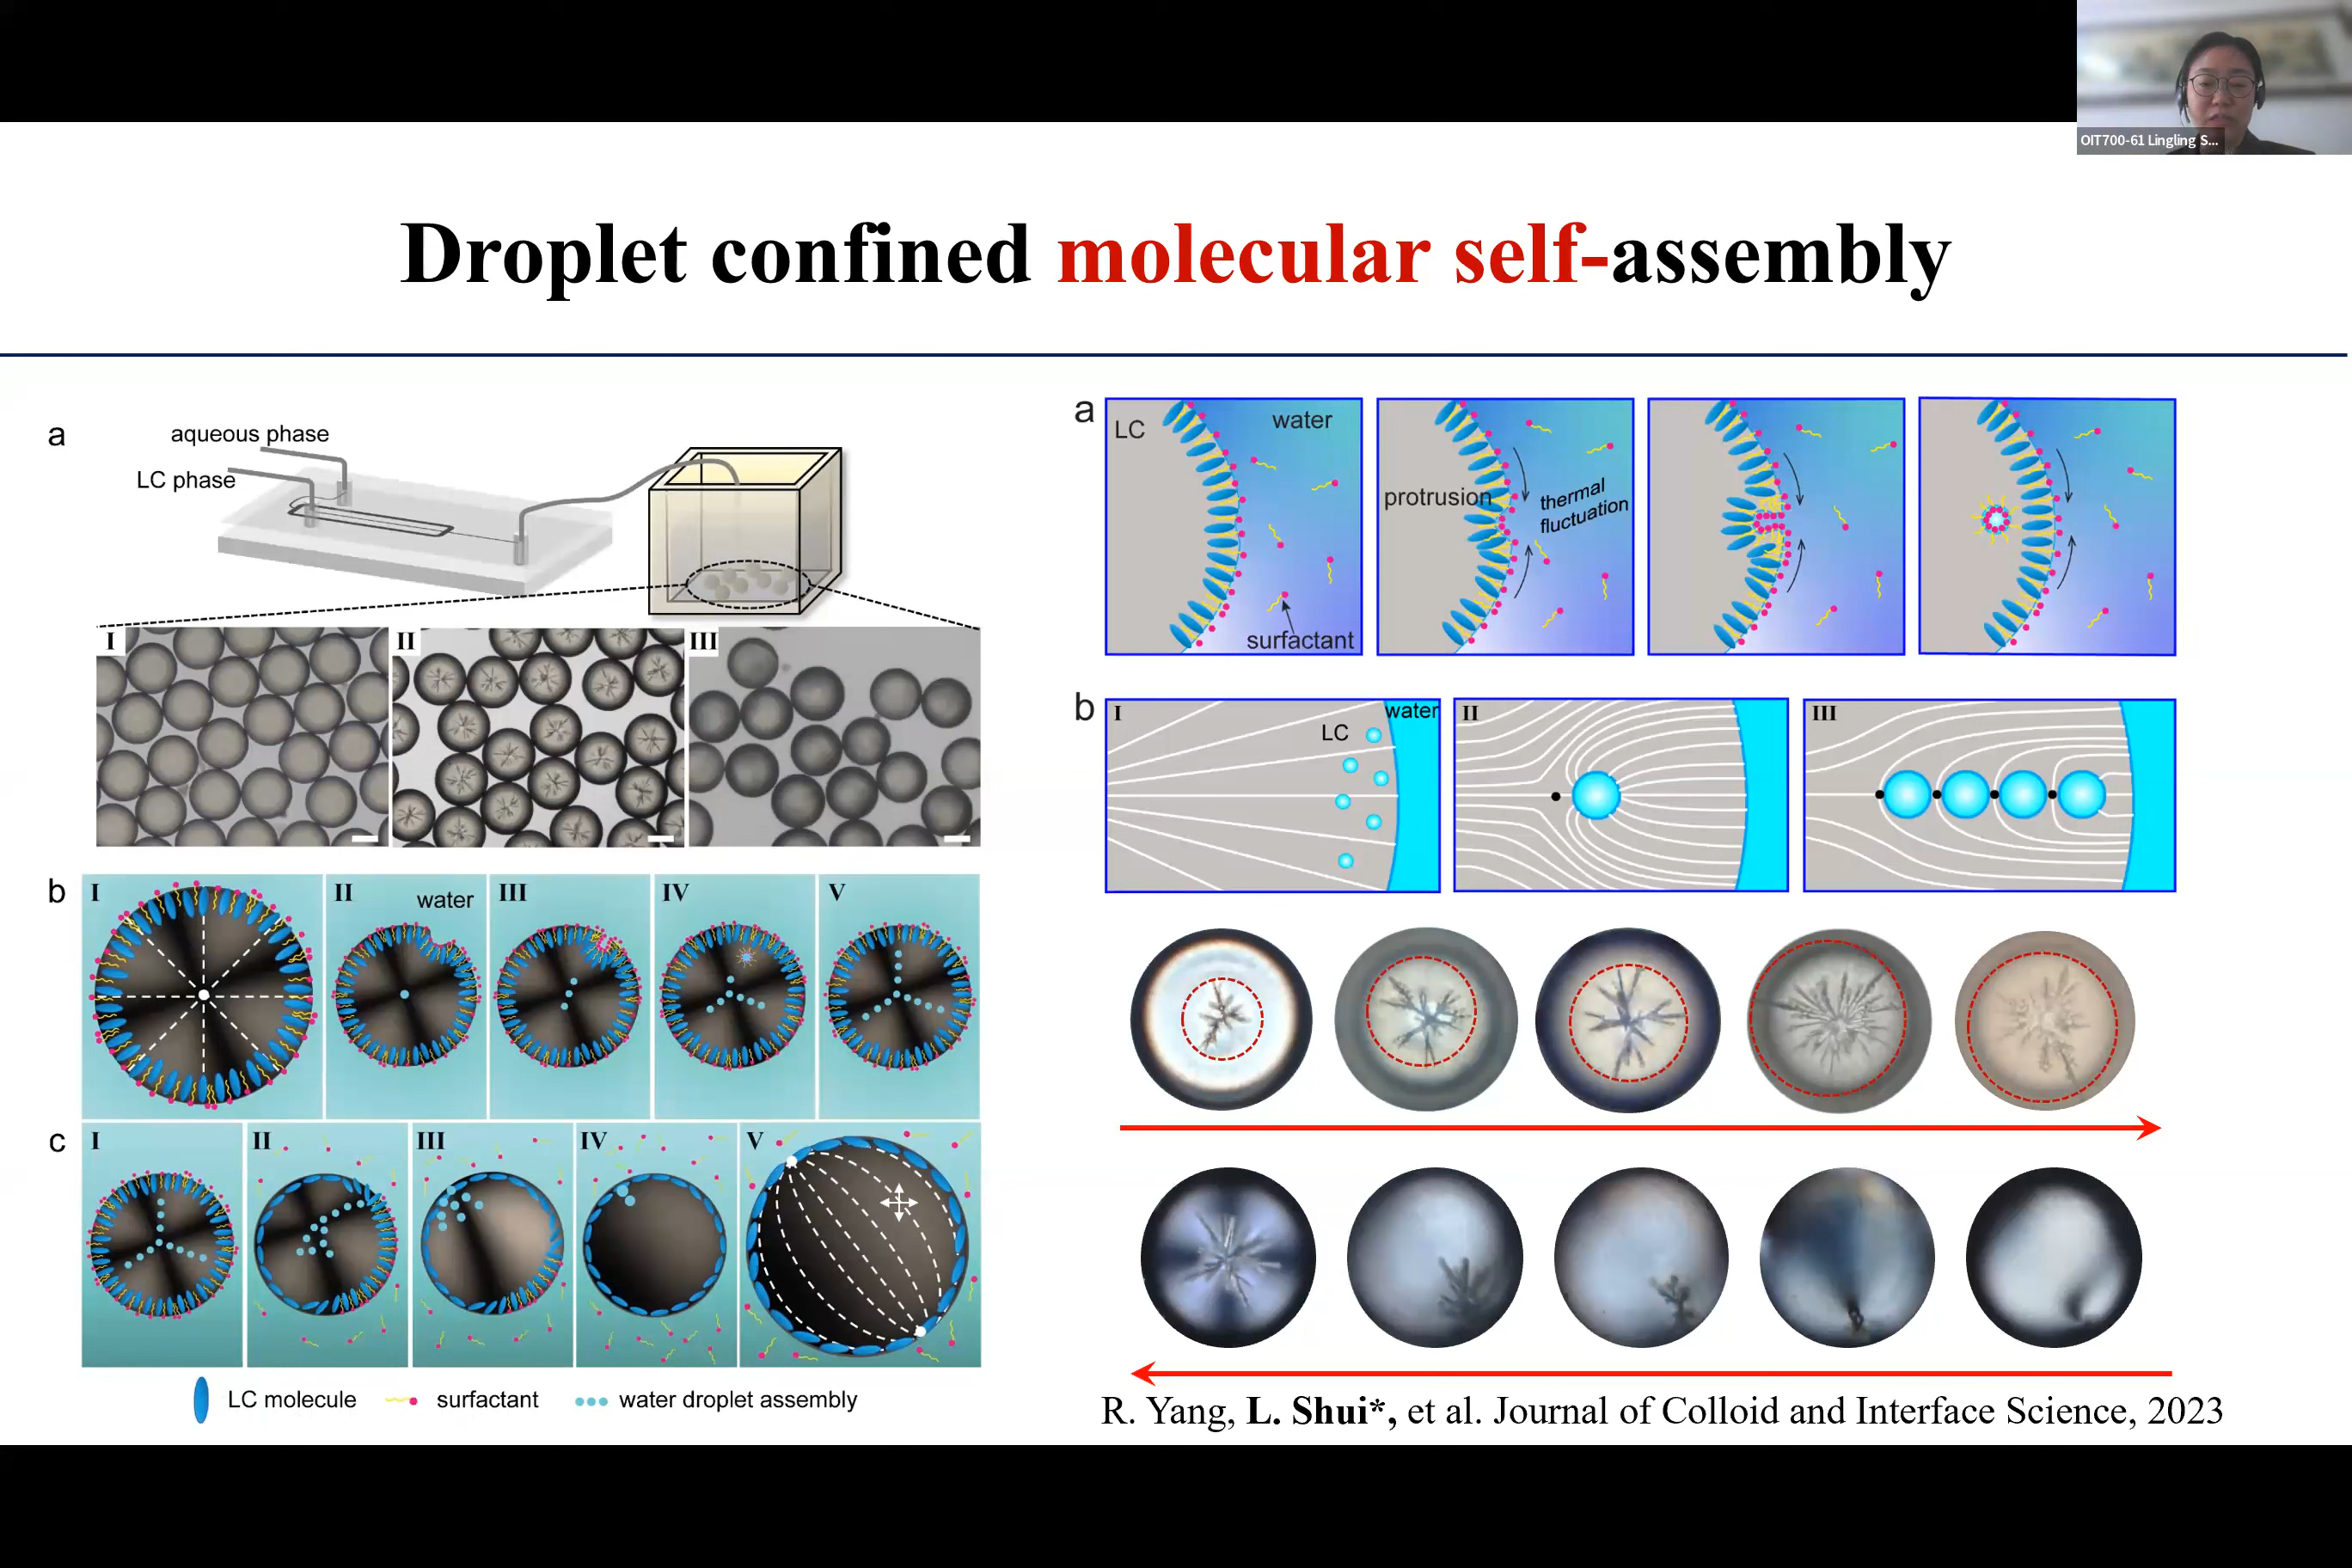 OIT700-61 Lingling S...
Droplet confined molecular self-assembly
a
aqueous phase
LC phase
I
II
III
b
I
II
water
III
IV
V
c
I
II
III
IV
V
LC molecule
surfactant
water droplet assembly
a
LC
water
surfactant
protrusion
thermal
fluctuation
b
I
LC
water
II
III
R. Yang, L. Shui*, et al. Journal of Colloid and Interface Science, 2023